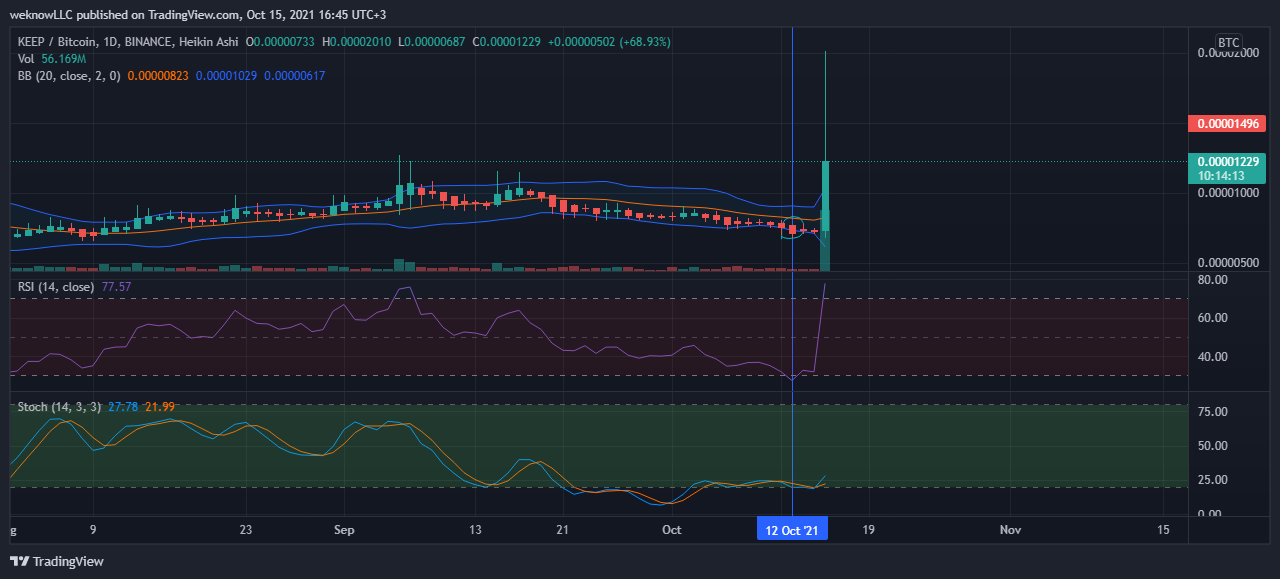 weknowLLC published on TradingView.com, Oct 15, 2021 16:45 UTC+3
KEEP / Bitcoin, 1D, BINANCE, Heikin Ashi O0.00000733 H0.00002010 L0.00000687 C0.00001229 +0.00000502 (+68.93%)
BTC
Vol 56.169M
0.00002000
BB (20, close, 2, 0) 0.00000823 0.00001029 0.00000617
0.00001496
0.00001229
10:14:13
0.00001000
0.00000500
RSI (14, close) 77.57
80.00
60.00
40.00
Stoch (14, 3, 3) 27.78 21.99
75.00
50.00
25.00
0.00
g 9 23 Sep 13 21 Oct 12 Oct '21 19 Nov 15
TradingView